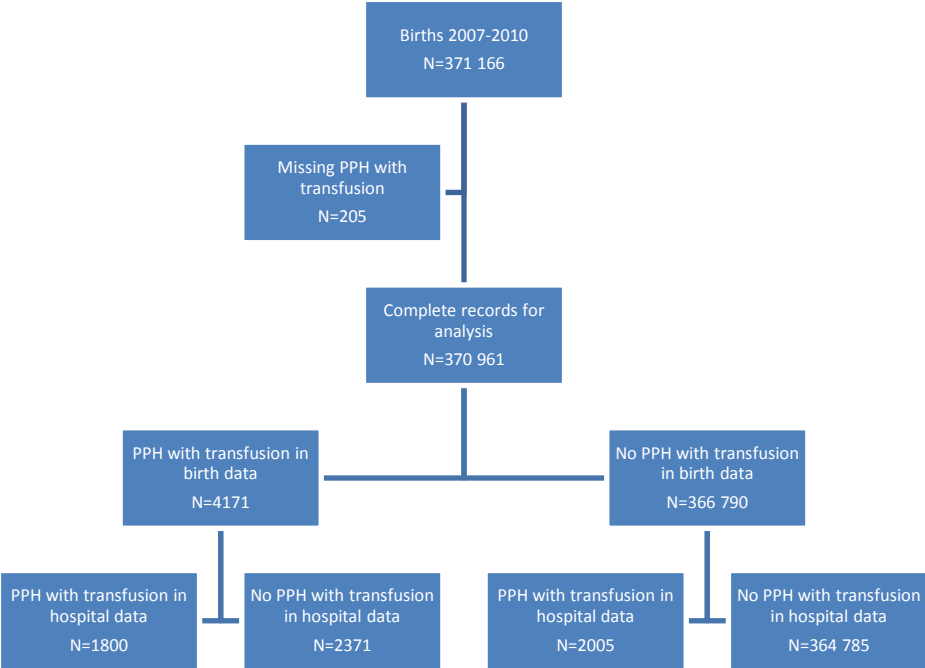 Births 2007-2010
N=371 166
Missing PPH with
transfusion
N=205
Complete records for
analysis
N=370 961
PPH with transfusion in
birth data
N=4171
No PPH with transfusion
in birth data
N=366 790
PPH with transfusion in
hospital data
N=1800
No PPH with transfusion
in hospital data
N=2371
PPH with transfusion in
hospital data
N=2005
No PPH with transfusion
in hospital data
N=364 785